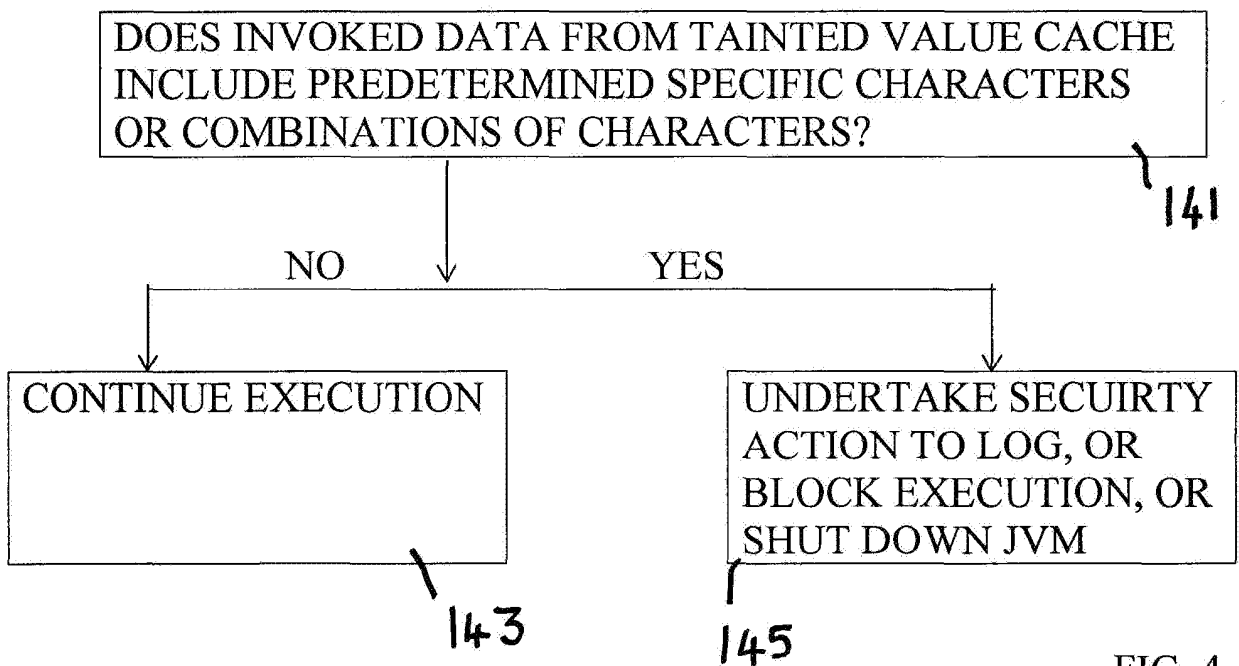 DOES INVOKED DATA FROM TAINTED VALUE CACHE
INCLUDE PREDETERMINED SPECIFIC CHARACTERS
OR COMBINATIONS OF CHARACTERS?
141
NO YES
CONTINUE EXECUTION
UNDERTAKE SECUIRTY
ACTION TO LOG, OR
BLOCK EXECUTION, OR
SHUT DOWN JVM
143
145
FIG. 4